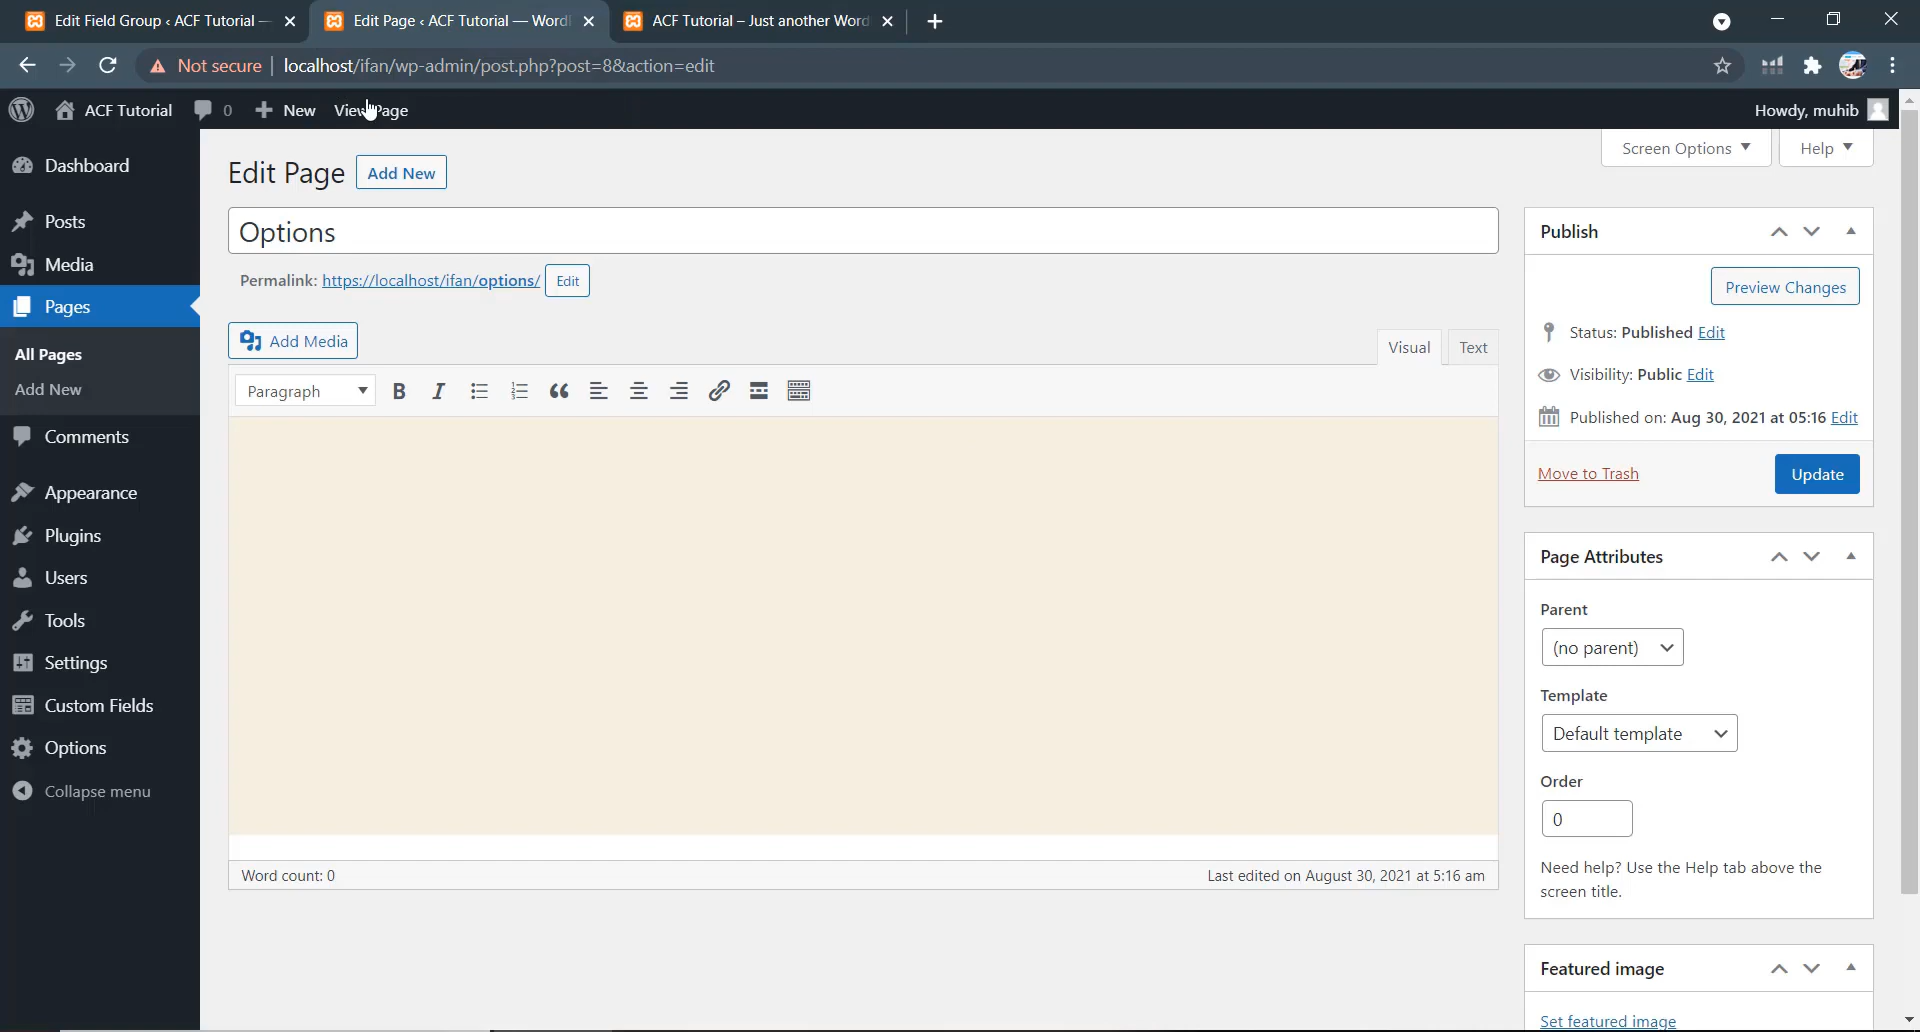 Edit Field Group ‹ ACF Tutorial —
Edit Page ‹ ACF Tutorial — Word
ACF Tutorial – Just another Word
Not secure
localhost/ifan/wp-admin/post.php?post=8&action=edit
ACF Tutorial
0
New
View Page
Howdy, muhib
Dashboard
Posts
Media
Pages
All Pages
Add New
Comments
Appearance
Plugins
Users
Tools
Settings
Custom Fields
Options
Collapse menu
Screen Options
Help
Edit Page
Add New
Options
Permalink: https://localhost/ifan/options/
Edit
Add Media
Visual
Text
Paragraph
B
I
Word count: 0
Last edited on August 30, 2021 at 5:16 am
Publish
Preview Changes
Status: Published Edit
Visibility: Public Edit
Published on: Aug 30, 2021 at 05:16 Edit
Move to Trash
Update
Page Attributes
Parent
(no parent)
Template
Default template
Order
0
Need help? Use the Help tab above the
screen title.
Featured image
Set featured image